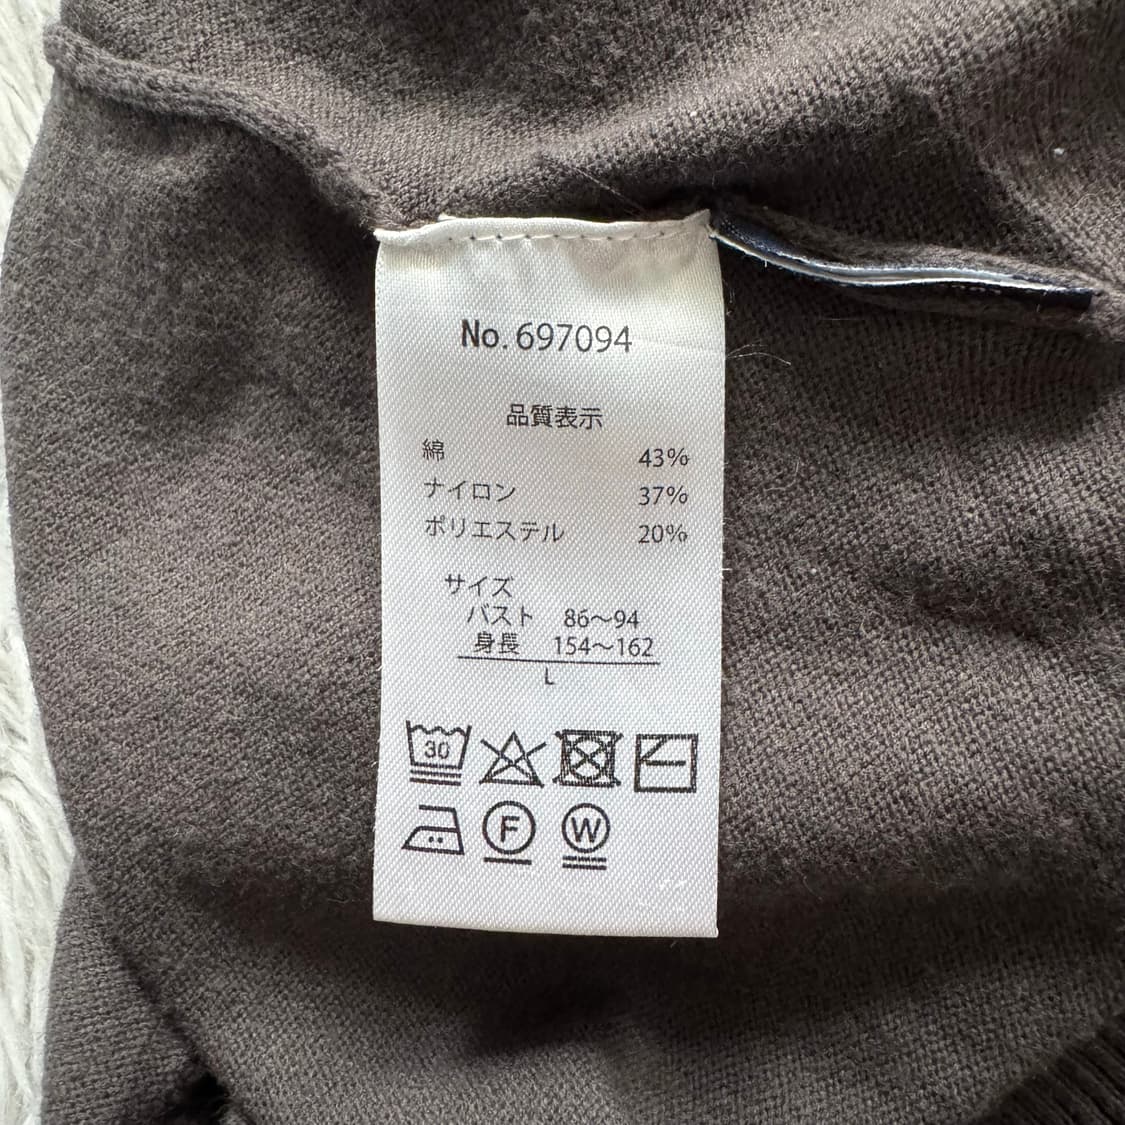 No. 697094
品質表示
綿 43%
ナイロン 37%
ポリエステル 20%
サイズ
バスト 86〜94
身長 154〜162
L
30
F
W